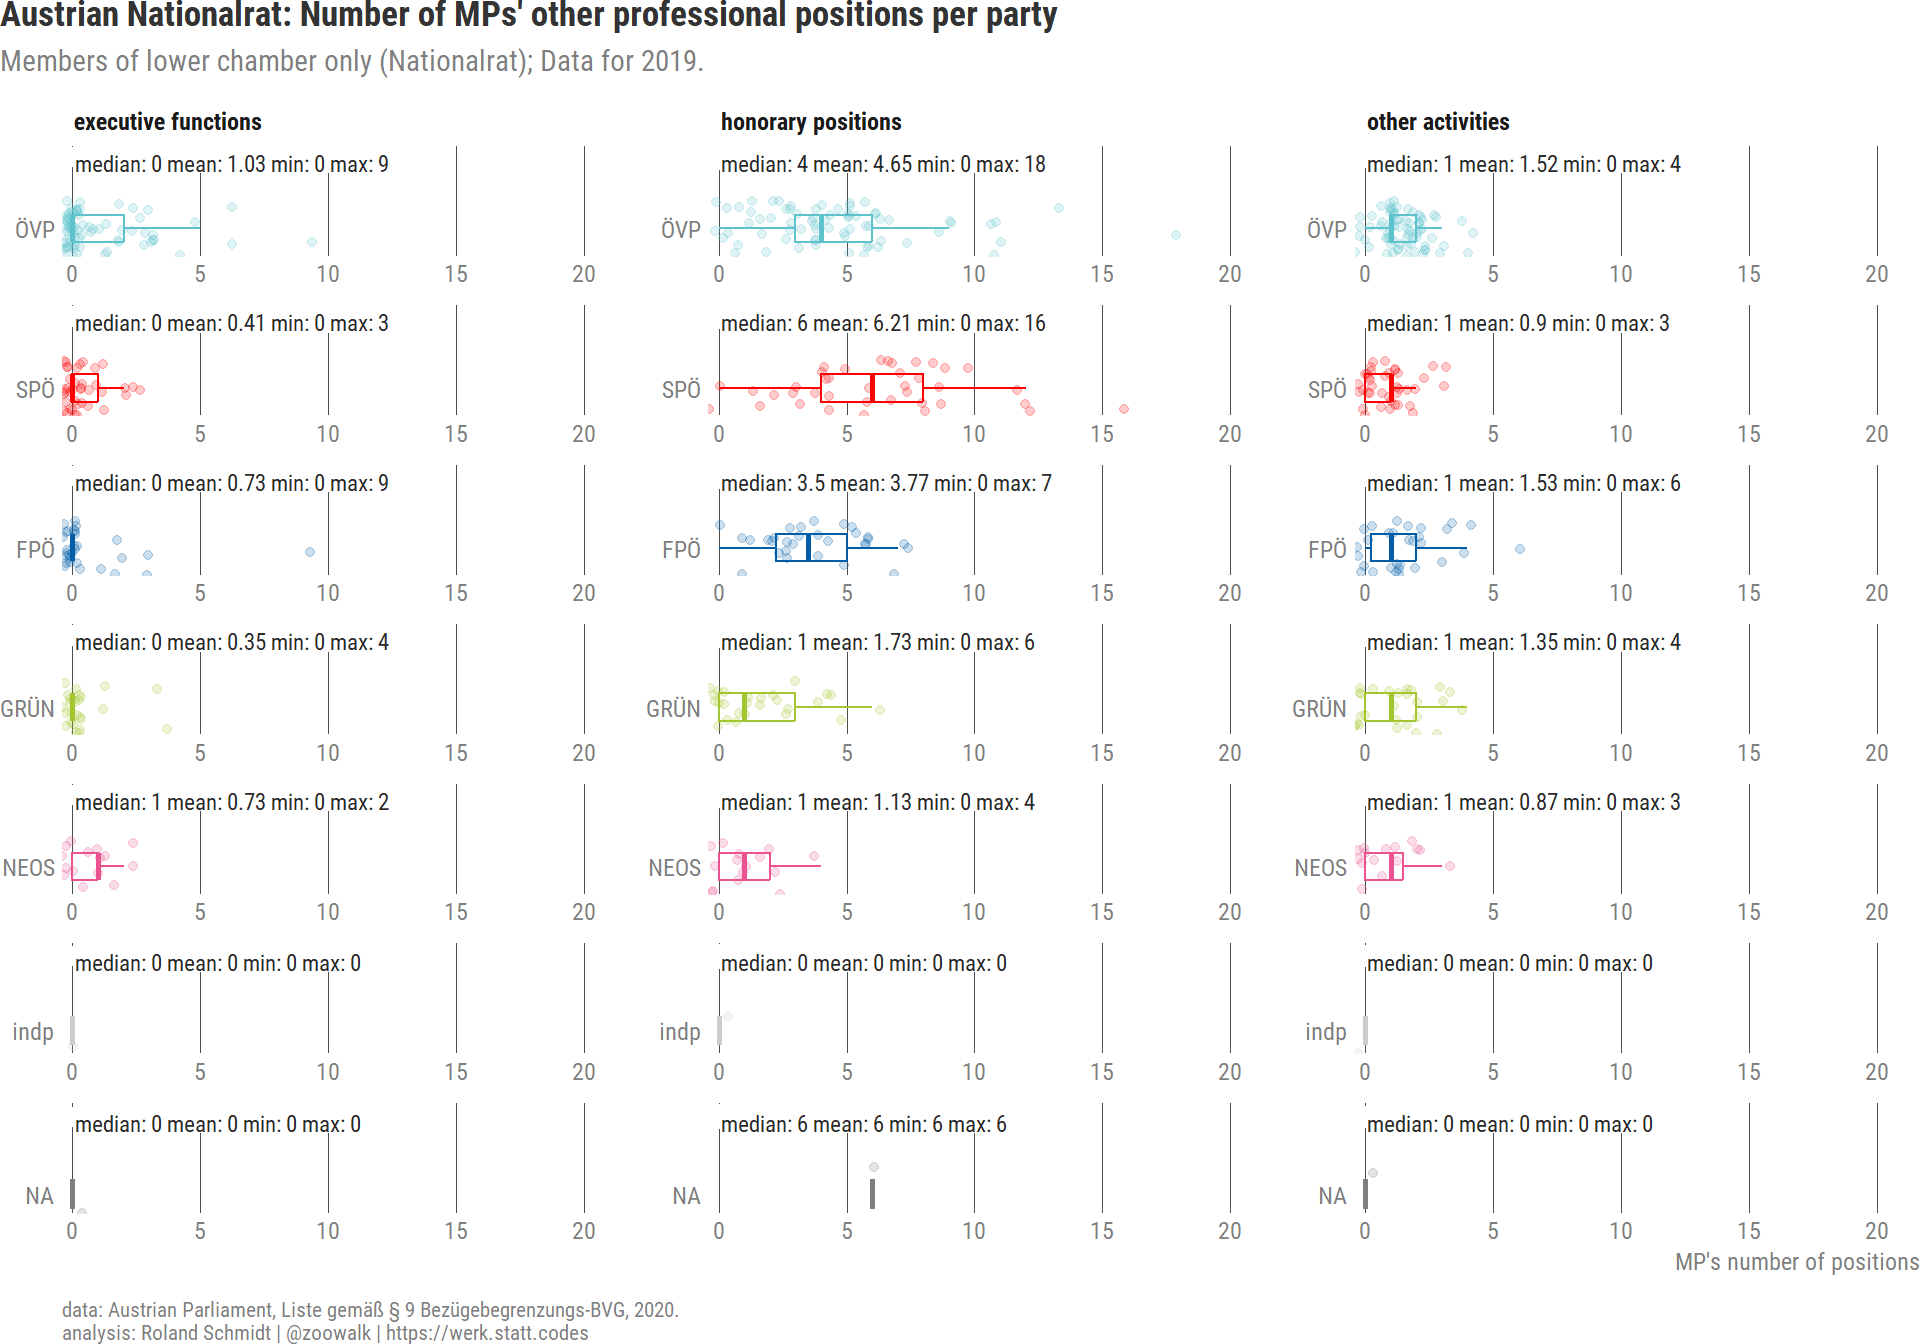 Austrian Nationalrat: Number of MPs' other professional positions per party
Members of lower chamber only (Nationalrat); Data for 2019.
executive functions honorary positions other activities
median: 0 mean: 1.03 min: 0 max: 9 median: 4 mean: 4.65 min: 0 max: 18 median: 1 mean: 1.52 min: 0 max: 4
ÖVP ÖVP ÖVP
0 5 10 15 20 0 5 10 15 20 0 5 10 15 20
median: 0 mean: 0.41 min: 0 max: 3 median: 6 mean: 6.21 min: 0 max: 16 median: 1 mean: 0.9 min: 0 max: 3
SPÖ SPÖ SPÖ
0 5 10 15 20 0 5 10 15 20 0 5 10 15 20
median: 0 mean: 0.73 min: 0 max: 9 median: 3.5 mean: 3.77 min: 0 max: 7 median: 1 mean: 1.53 min: 0 max: 6
FPÖ FPÖ FPÖ
0 5 10 15 20 0 5 10 15 20 0 5 10 15 20
median: 0 mean: 0.35 min: 0 max: 4 median: 1 mean: 1.73 min: 0 max: 6 median: 1 mean: 1.35 min: 0 max: 4
GRÜN GRÜN GRÜN
0 5 10 15 20 0 5 10 15 20 0 5 10 15 20
median: 1 mean: 0.73 min: 0 max: 2 median: 1 mean: 1.13 min: 0 max: 4 median: 1 mean: 0.87 min: 0 max: 3
NEOS NEOS NEOS
0 5 10 15 20 0 5 10 15 20 0 5 10 15 20
median: 0 mean: 0 min: 0 max: 0 median: 0 mean: 0 min: 0 max: 0 median: 0 mean: 0 min: 0 max: 0
indp indp indp
0 5 10 15 20 0 5 10 15 20 0 5 10 15 20
median: 0 mean: 0 min: 0 max: 0 median: 6 mean: 6 min: 6 max: 6 median: 0 mean: 0 min: 0 max: 0
NA NA NA
0 5 10 15 20 0 5 10 15 20 0 5 10 15 20
MP's number of positions
data: Austrian Parliament, Liste gemäß § 9 Bezügebegrenzungs-BVG, 2020.
analysis: Roland Schmidt | @zoowalk | https://werk.statt.codes